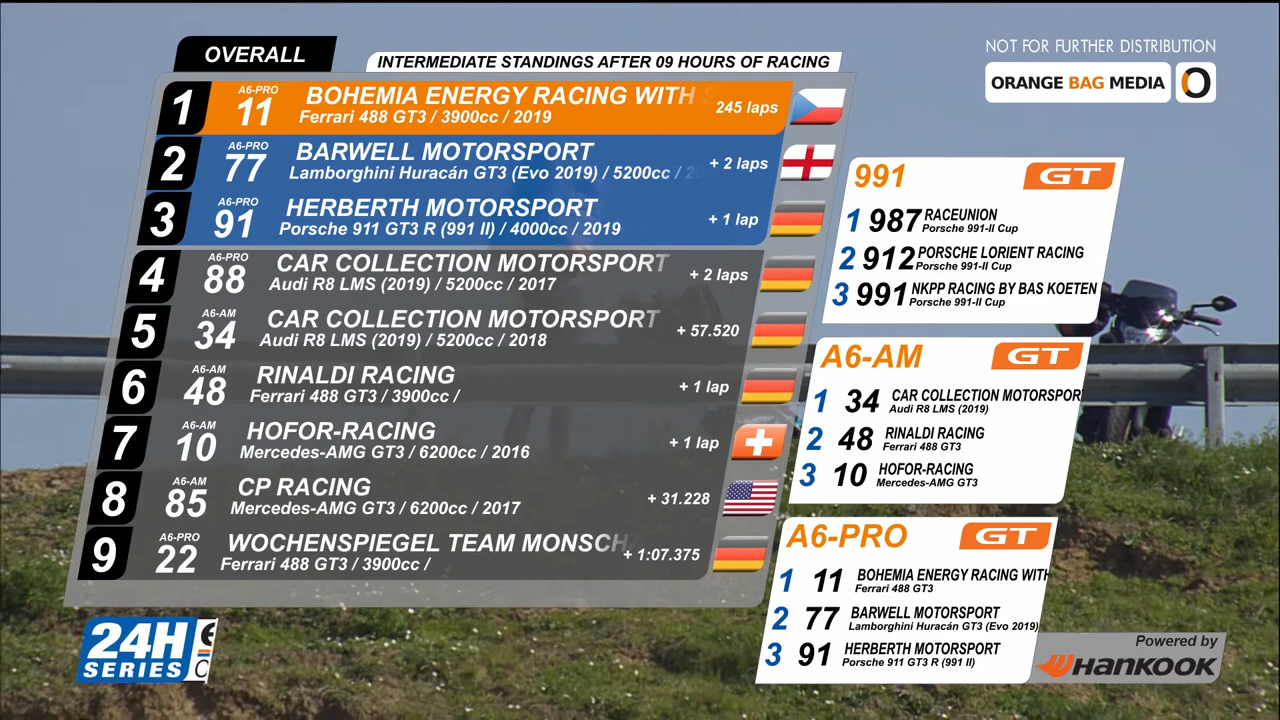 OVERALL
INTERMEDIATE STANDINGS AFTER 09 HOURS OF RACING
1 A6-PRO 11 BOHEMIA ENERGY RACING WITH
Ferrari 488 GT3 / 3900cc / 2019
245 laps
2 A6-PRO 77 BARWELL MOTORSPORT
Lamborghini Huracán GT3 (Evo 2019) / 5200cc /
+ 2 laps
3 A6-PRO 91 HERBERTH MOTORSPORT
Porsche 911 GT3 R (991 II) / 4000cc / 2019
+ 1 lap
4 A6-PRO 88 CAR COLLECTION MOTORSPORT
Audi R8 LMS (2019) / 5200cc / 2017
+ 2 laps
5 A6-AM 34 CAR COLLECTION MOTORSPORT
Audi R8 LMS (2019) / 5200cc / 2018
+ 57.520
6 A6-AM 48 RINALDI RACING
Ferrari 488 GT3 / 3900cc /
+ 1 lap
7 A6-AM 10 HOFOR-RACING
Mercedes-AMG GT3 / 6200cc / 2016
+ 1 lap
8 A6-AM 85 CP RACING
Mercedes-AMG GT3 / 6200cc / 2017
+ 31.228
9 A6-PRO 22 WOCHENSPIEGEL TEAM MONSCH
Ferrari 488 GT3 / 3900cc /
+ 1:07.375
NOT FOR FURTHER DISTRIBUTION
ORANGE BAG MEDIA
991 GT
1 987 RACEUNION
Porsche 991-II Cup
2 912 PORSCHE LORIENT RACING
Porsche 991-II Cup
3 991 NKPP RACING BY BAS KOETEN
Porsche 991-II Cup
A6-AM GT
1 34 CAR COLLECTION MOTORSPOR
Audi R8 LMS (2019)
2 48 RINALDI RACING
Ferrari 488 GT3
3 10 HOFOR-RACING
Mercedes-AMG GT3
A6-PRO GT
1 11 BOHEMIA ENERGY RACING WITH
Ferrari 488 GT3
2 77 BARWELL MOTORSPORT
Lamborghini Huracán GT3 (Evo 2019)
3 91 HERBERTH MOTORSPORT
Porsche 911 GT3 R (991 II)
24H
SERIES
Powered by
HANKOOK